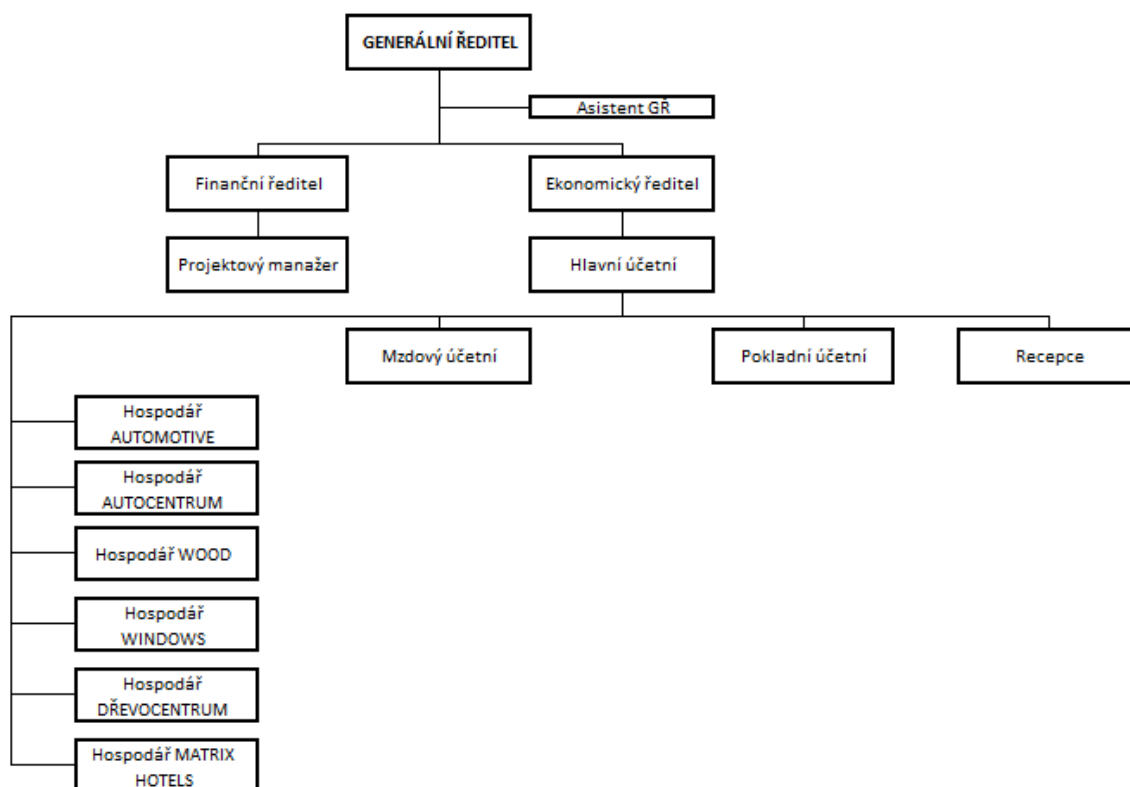 GENERÁLNÍ ŘEDITEL
Asistent GŘ
Finanční ředitel
Ekonomický ředitel
Projektový manažer
Hlavní účetní
Mzdový účetní
Pokladní účetní
Recepce
Hospodář
AUTOMOTIVE
Hospodář
AUTOCENTRUM
Hospodář WOOD
Hospodář
WINDOWS
Hospodář
DŘEVOCENTRUM
Hospodář MATRIX
HOTELS